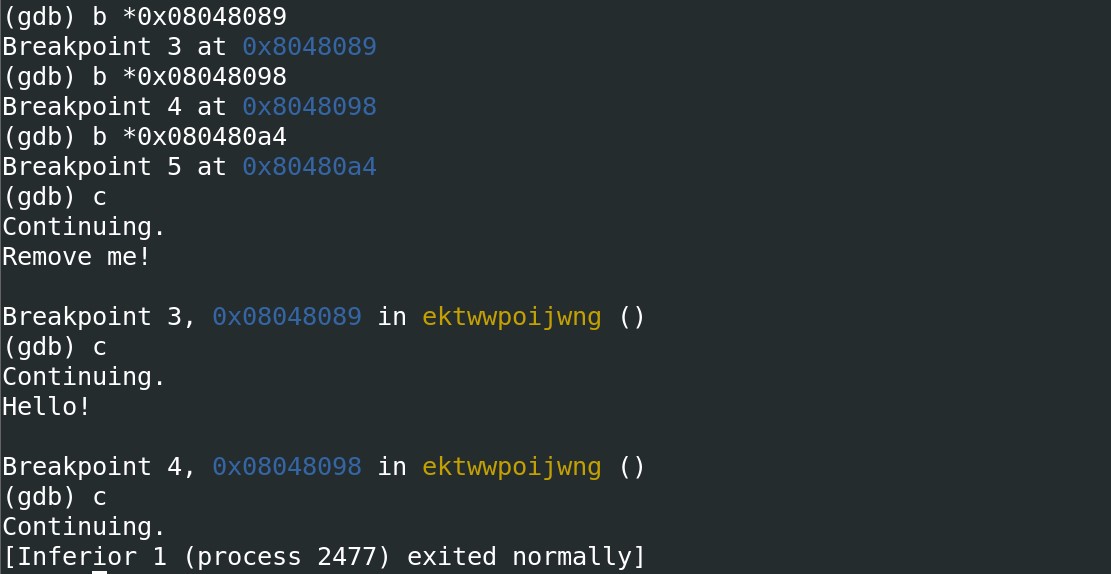 (gdb) b *0x08048089
Breakpoint 3 at 0x8048089
(gdb) b *0x08048098
Breakpoint 4 at 0x8048098
(gdb) b *0x080480a4
Breakpoint 5 at 0x80480a4
(gdb) c
Continuing.
Remove me!
Breakpoint 3, 0x08048089 in ektwwpoijwng ()
(gdb) c
Continuing.
Hello!
Breakpoint 4, 0x08048098 in ektwwpoijwng ()
(gdb) c
Continuing.
[Inferior 1 (process 2477) exited normally]